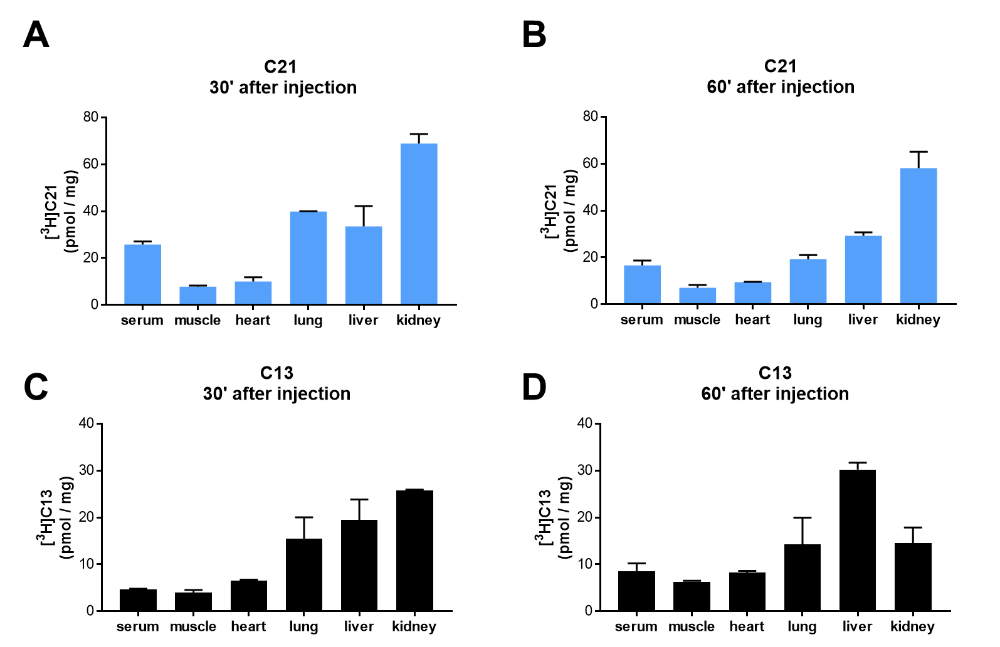 A
C21
30' after injection
[³H]C21
(pmol / mg)
80
60
40
20
0
serum muscle heart lung liver kidney
B
C21
60' after injection
[³H]C21
(pmol / mg)
80
60
40
20
0
serum muscle heart lung liver kidney
C
C13
30' after injection
[³H]C13
(pmol / mg)
40
30
20
10
0
serum muscle heart lung liver kidney
D
C13
60' after injection
[³H]C13
(pmol / mg)
40
30
20
10
0
serum muscle heart lung liver kidney